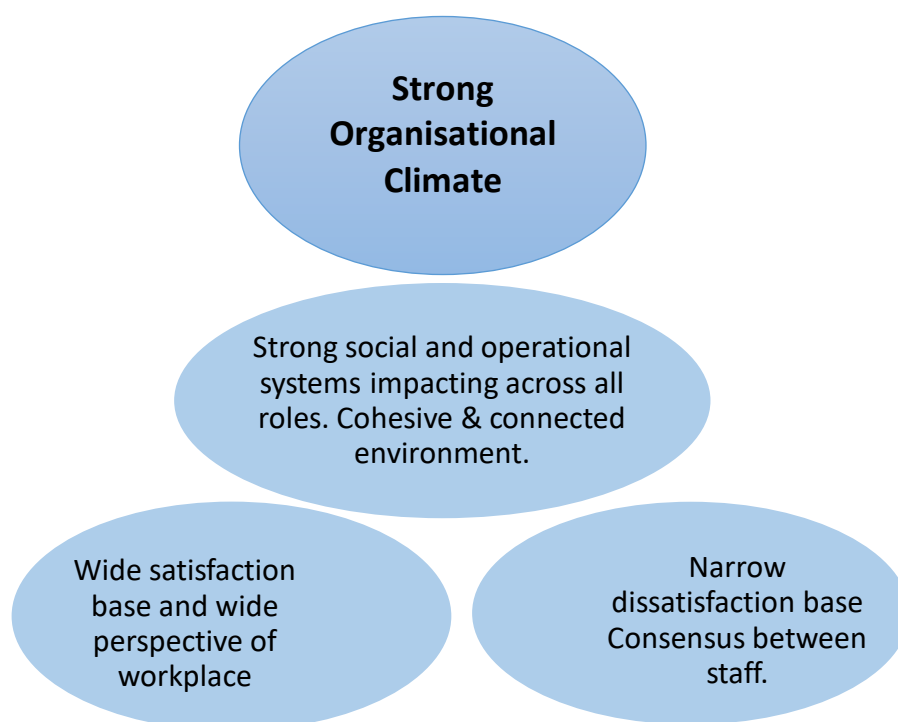 Strong
Organisational
Climate
Strong social and operational
systems impacting across all
roles. Cohesive & connected
environment.
Wide satisfaction
base and wide
perspective of
workplace
Narrow
dissatisfaction base
Consensus between
staff.